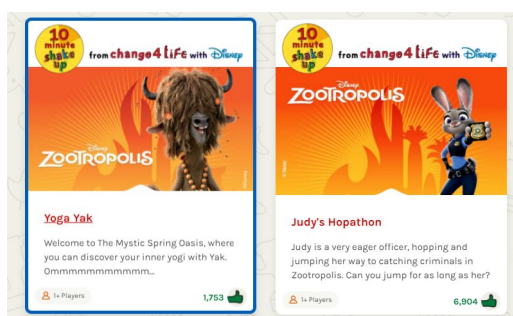 10
minute
shake
up
from change4Life with Disney
Disney
ZOOTROPOLIS
Yoga Yak
Welcome to The Mystic Spring Oasis, where
you can discover your inner yogi with Yak.
Ommmmmmmmmmm...
1+ Players
1,753
10
minute
shake
up
from change4Life with Disney
Disney
ZOOTROPOLIS
Judy's Hopathon
Judy is a very eager officer, hopping and
jumping her way to catching criminals in
Zootropolis. Can you jump for as long as her?
1+ Players
6,904